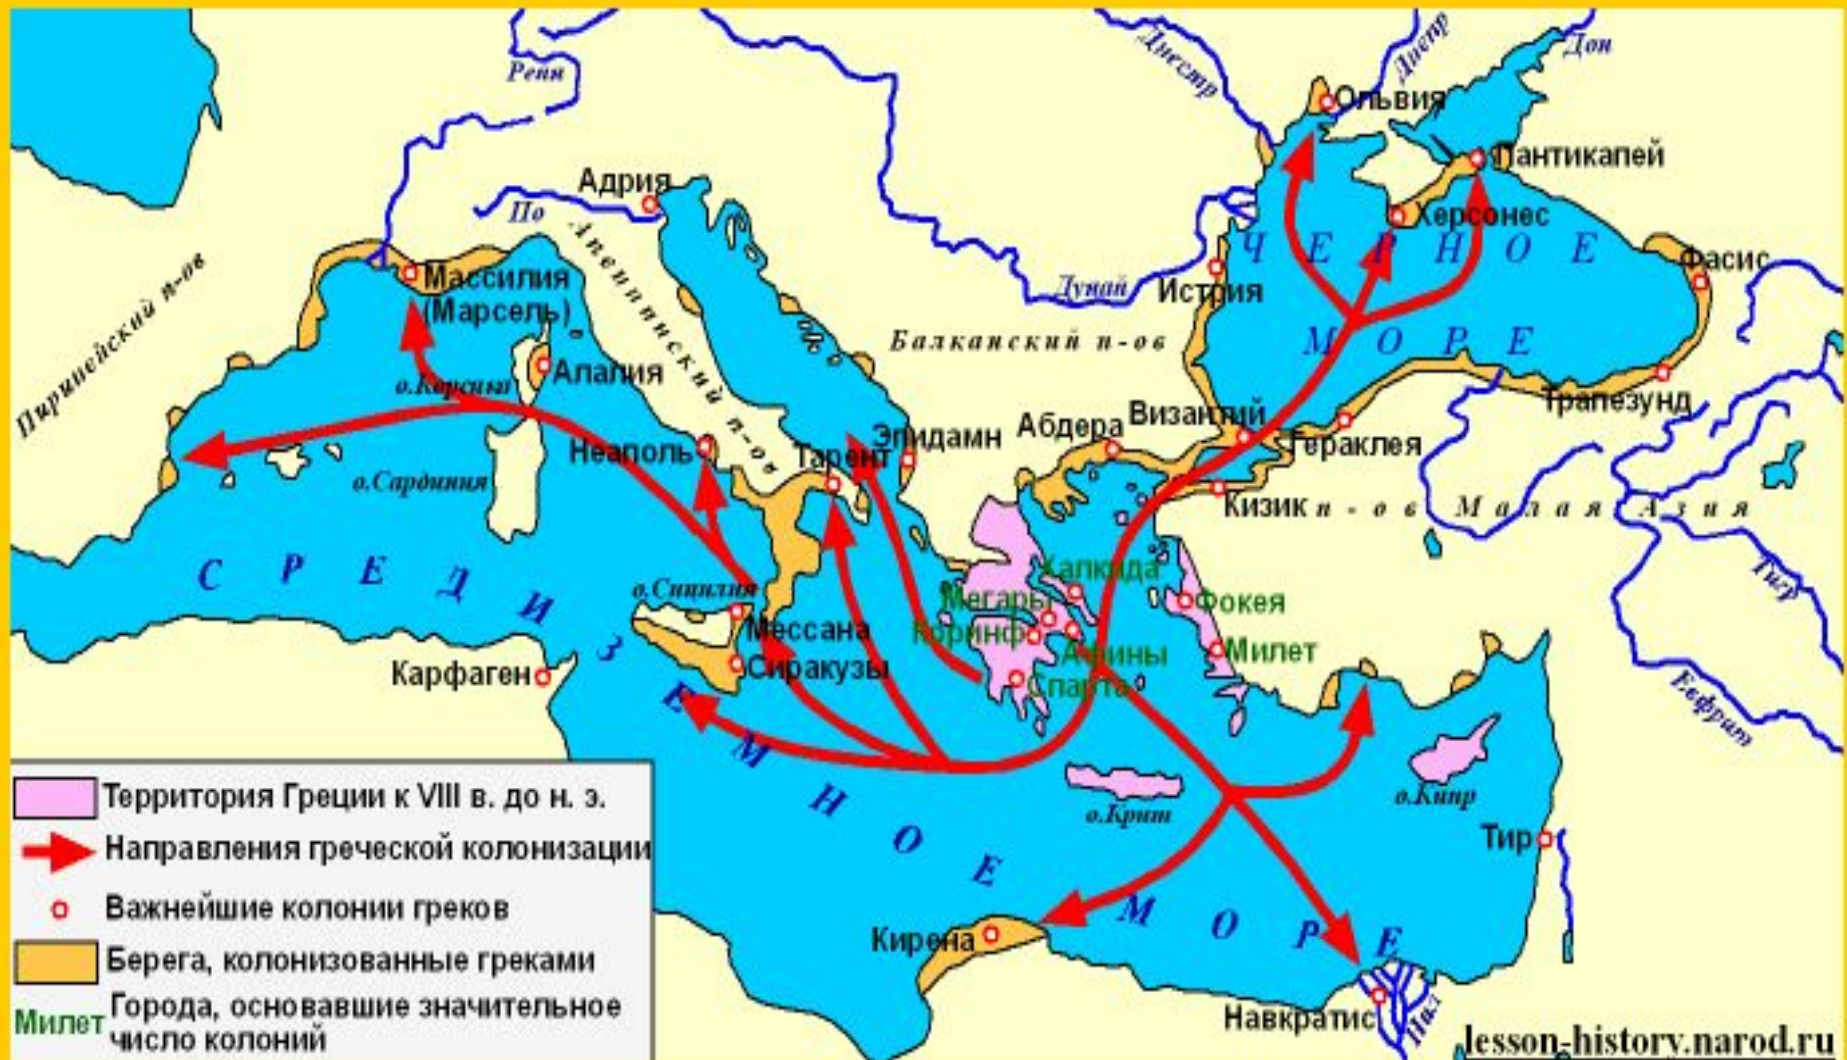 Рейн
Днестр
Днепр
Дон
Ольвия
Пантикапей
Херсонес
Адрия
По
Апеннинский п-ов
Пиринейский п-ов
Массилия
(Марсель)
Дунай
Истрия
ЧЕРНОЕ
МОРЕ
Фасис
Балканский п-ов
о.Корсика
Алалия
Трапезунд
Неаполь
Тарент
Эпидамн
Абдера
Византий
Гераклея
о.Сардиния
Кизик
п-ов Малая Азия
СРЕДИЗЕМНОЕ МОРЕ
о.Сицилия
Мессана
Сиракузы
Карфаген
Халкида
Мегары
Коринф
Афины
Спарта
Фокея
Милет
Тигр
Евфрат
о.Крит
о.Кипр
Тир
Кирена
Навкратис
Нил
Территория Греции к VIII в. до н. э.
Направления греческой колонизации
Важнейшие колонии греков
Берега, колонизованные греками
Милет Города, основавшие значительное
число колоний
lesson-history.narod.ru